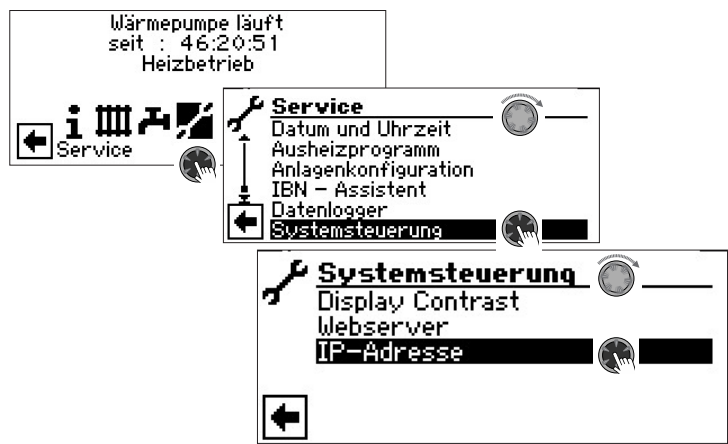 Wärmepumpe läuft
seit : 46:20:51
Heizbetrieb
Service
Service
Datum und Uhrzeit
Ausheizprogramm
Anlagenkonfiguration
IBN - Assistent
Datenlogger
Systemsteuerung
Systemsteuerung
Display Contrast
Webserver
IP-Adresse